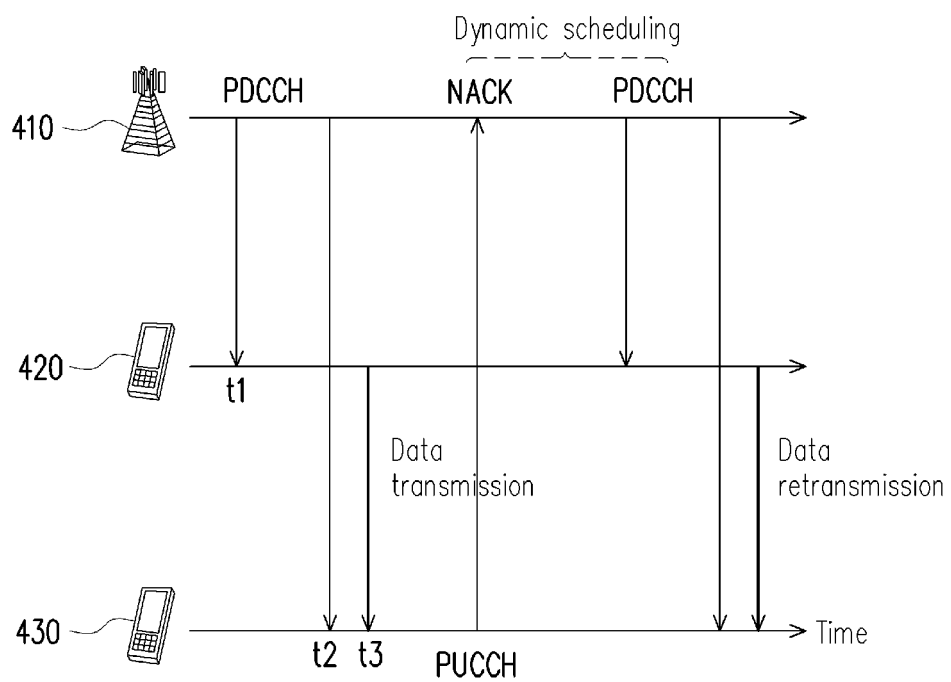 Dynamic scheduling
PDCCH
NACK
PDCCH
410
420
t1
Data
transmission
Data
retransmission
430
t2
t3
PUCCH
Time